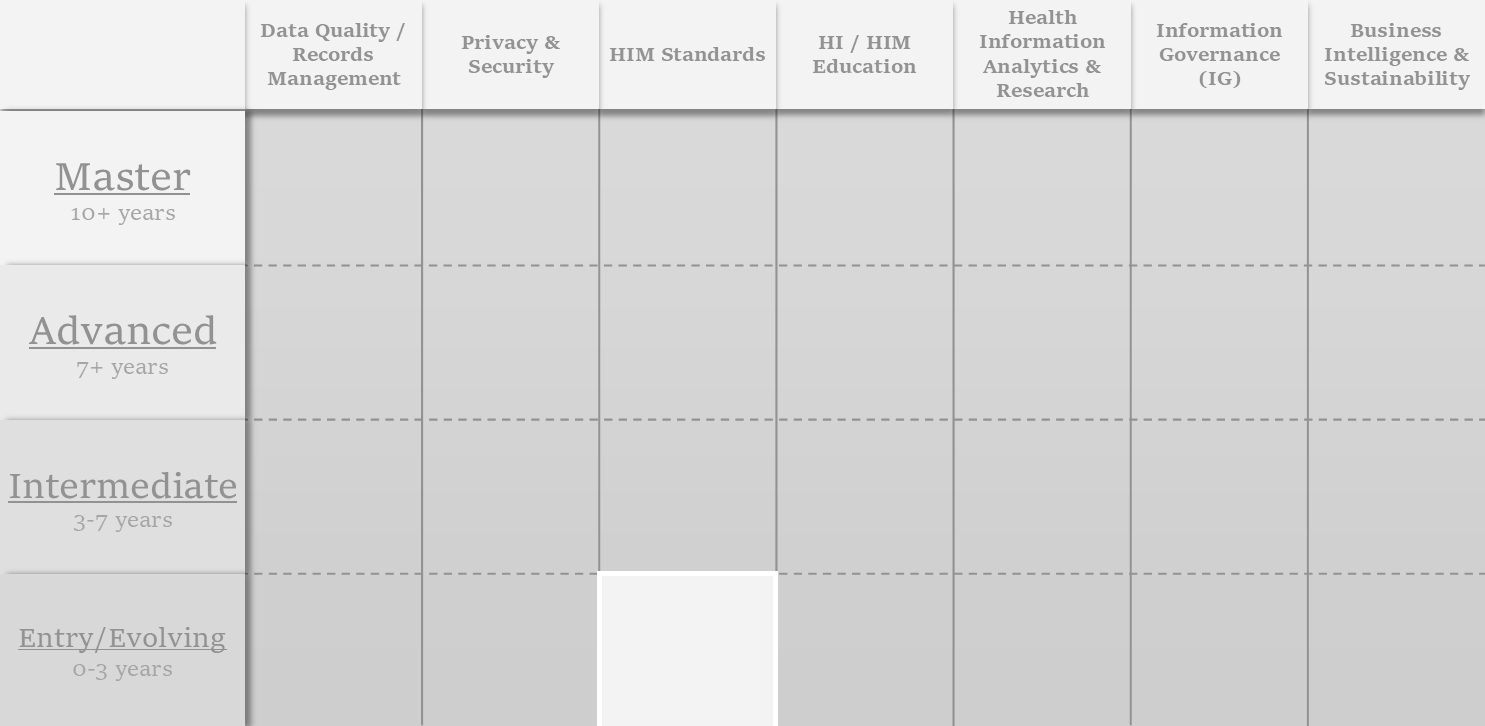 Data Quality /
Records
Management
Privacy &
Security
HIM Standards
HI / HIM
Education
Health
Information
Analytics &
Research
Information
Governance
(IG)
Business
Intelligence &
Sustainability
Master
10+ years
Advanced
7+ years
Intermediate
3-7 years
Entry/Evolving
0-3 years